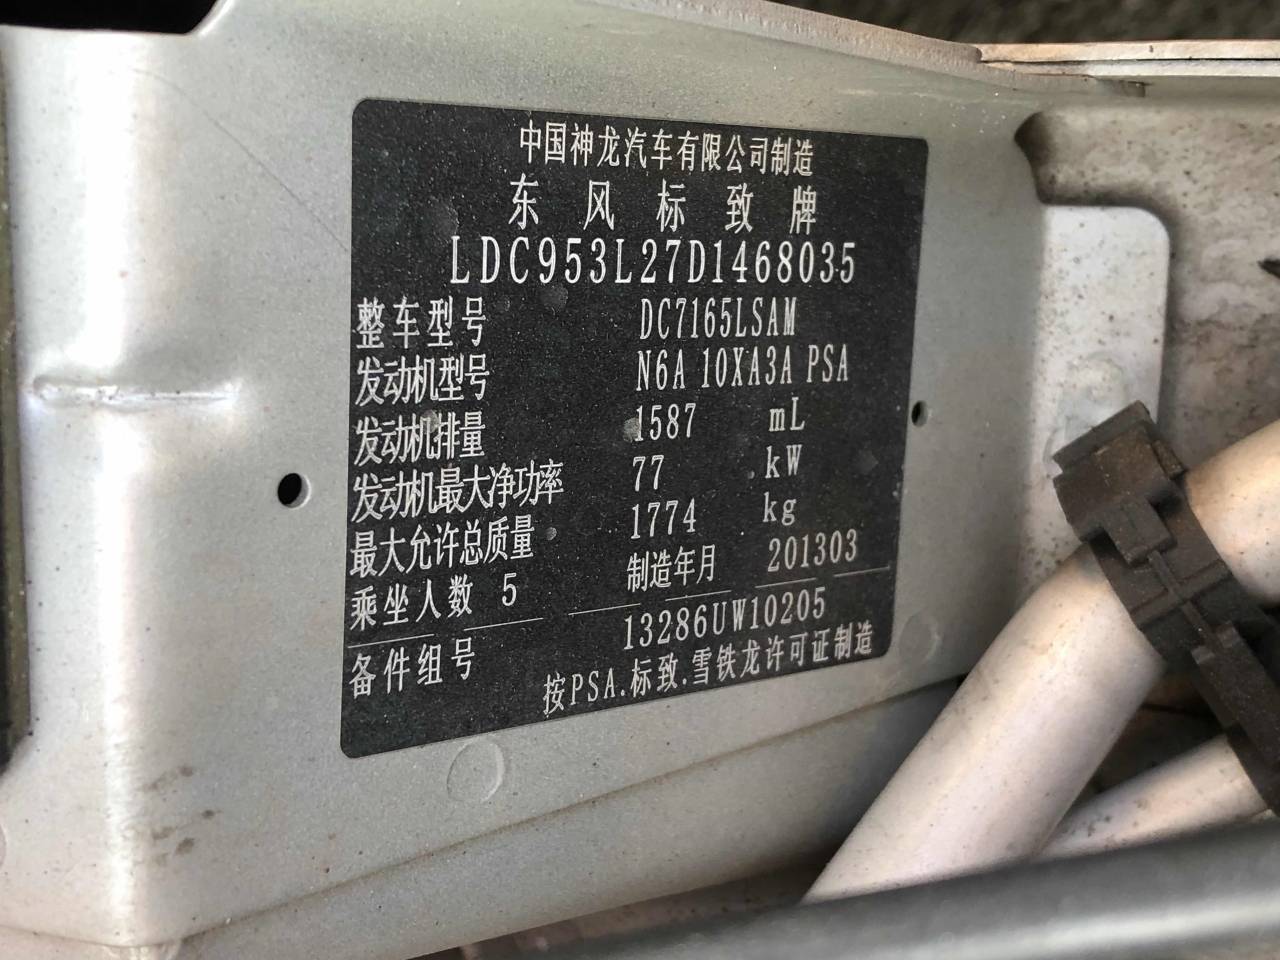 中国神龙汽车有限公司制造
东风标致牌
LDC953L27D1468035
整车型号 DC7165LSAM
发动机型号 N6A 10XA3A PSA
发动机排量 1587 mL
发动机最大净功率 77 kW
最大允许总质量 1774 kg
乘坐人数 5 制造年月 201303
备件组号 13286UW10205
按PSA.标致.雪铁龙许可证制造